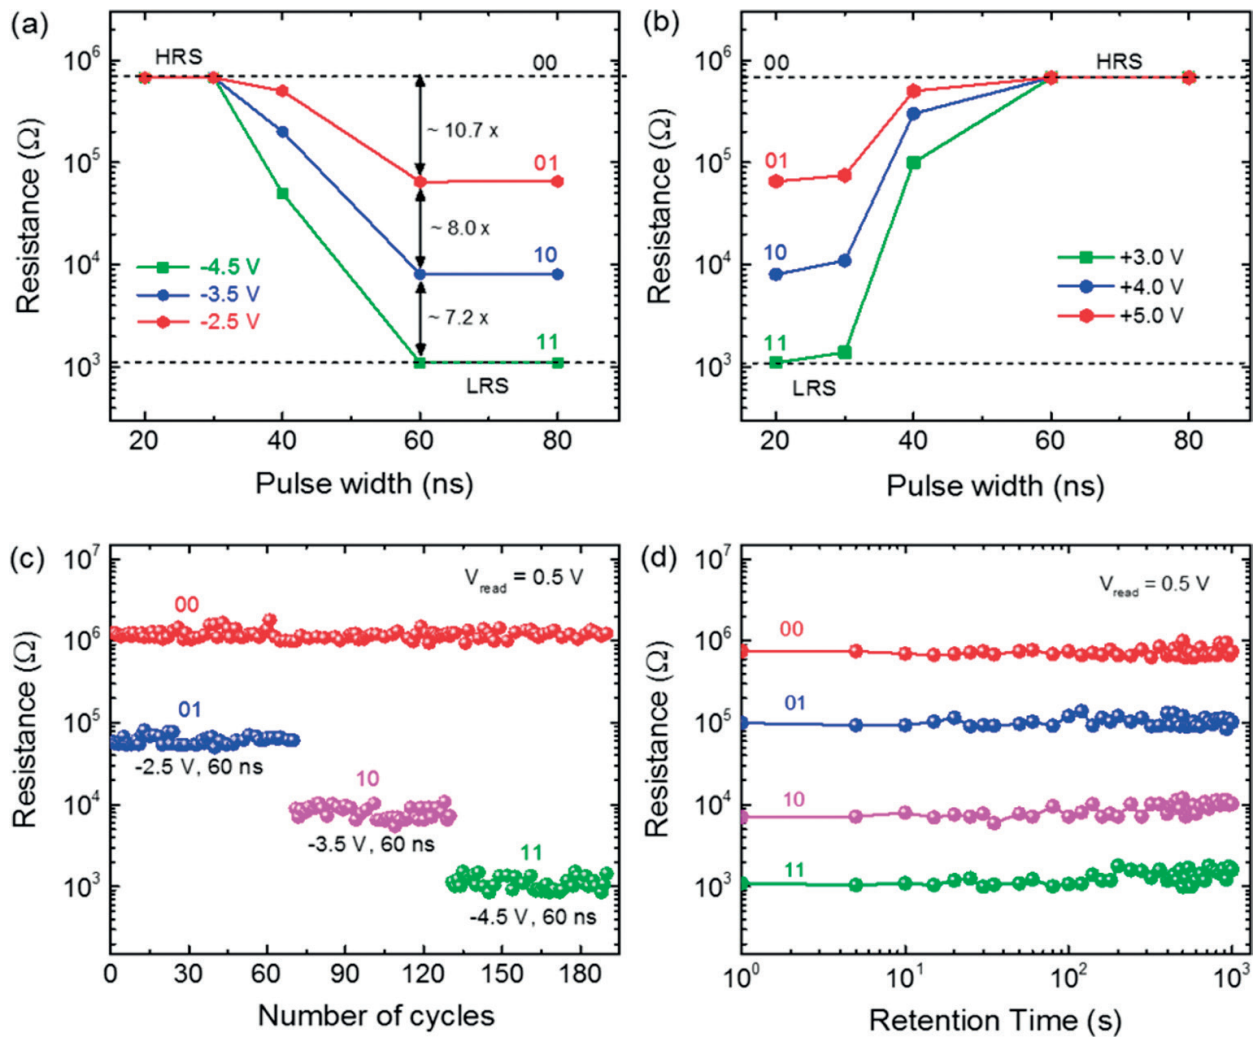 (a)
HRS
00
~ 10.7 x
01
~ 8.0 x
10
~ 7.2 x
11
LRS
-4.5 V
-3.5 V
-2.5 V
10⁶
10⁵
10⁴
10³
Resistance (Ω)
20 40 60 80
Pulse width (ns)
(b)
00
HRS
01
10
11
LRS
+3.0 V
+4.0 V
+5.0 V
10⁶
10⁵
10⁴
10³
Resistance (Ω)
20 40 60 80
Pulse width (ns)
(c)
V_read = 0.5 V
00
01
-2.5 V, 60 ns
10
-3.5 V, 60 ns
11
-4.5 V, 60 ns
10⁷
10⁶
10⁵
10⁴
10³
Resistance (Ω)
0 30 60 90 120 150 180
Number of cycles
(d)
V_read = 0.5 V
00
01
10
11
10⁷
10⁶
10⁵
10⁴
10³
Resistance (Ω)
10⁰ 10¹ 10² 10³
Retention Time (s)